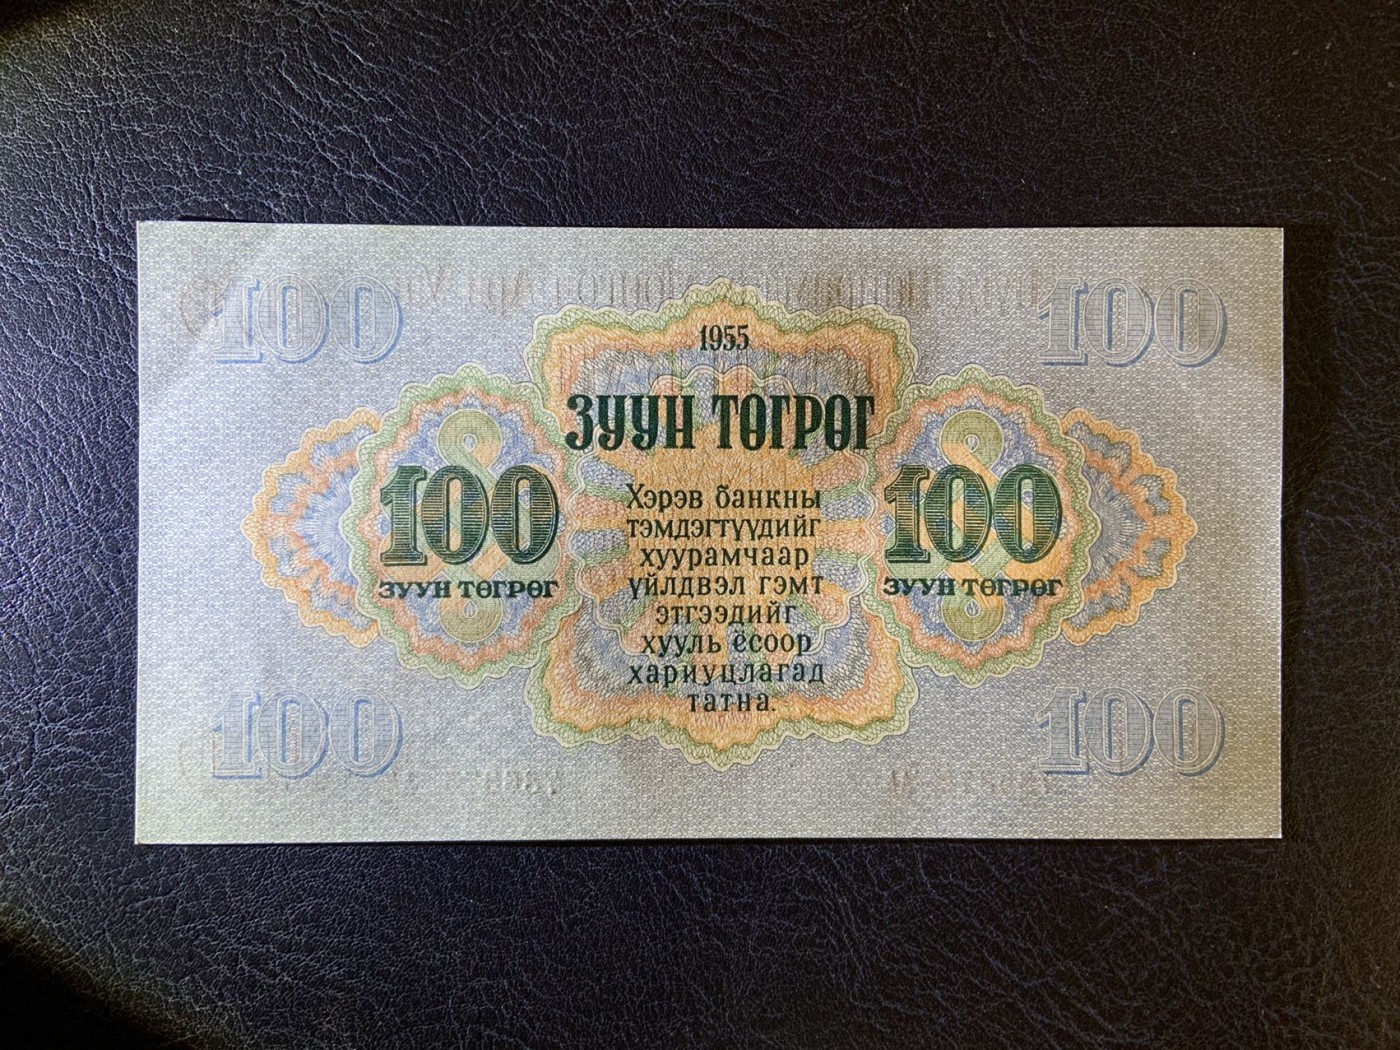 100 100
1955
ЗУУН ТӨГРӨГ
100 100
ЗУУН ТӨГРӨГ ЗУУН ТӨГРӨГ
Хэрэв банкны
тэмдэгтүүдийг
хуурамчаар
үйлдвэл гэмт
этгээдийг
хууль ёсоор
хариуцлагад
татна.
100 100